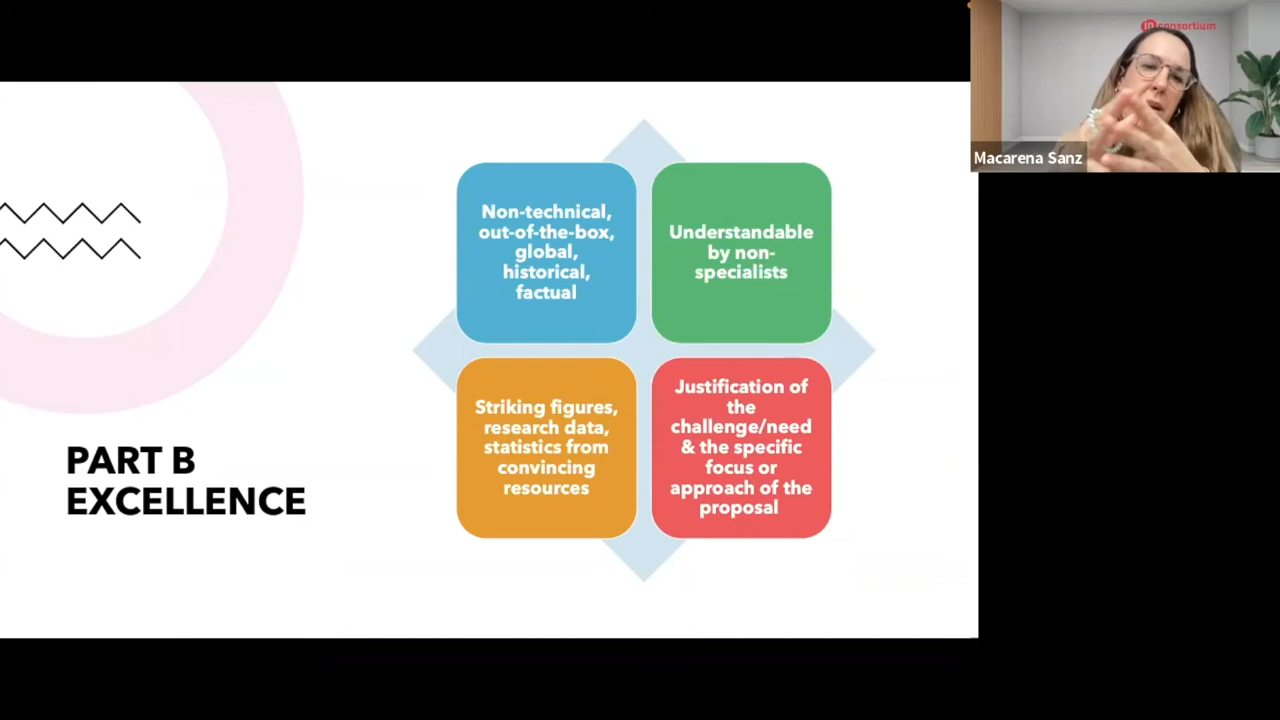 in consortium
Macarena Sanz
Non-technical,
out-of-the-box,
global,
historical,
factual
Understandable
by non-
specialists
Striking figures,
research data,
statistics from
convincing
resources
Justification of
the
challenge/need
& the specific
focus or
approach of the
proposal
PART B
EXCELLENCE